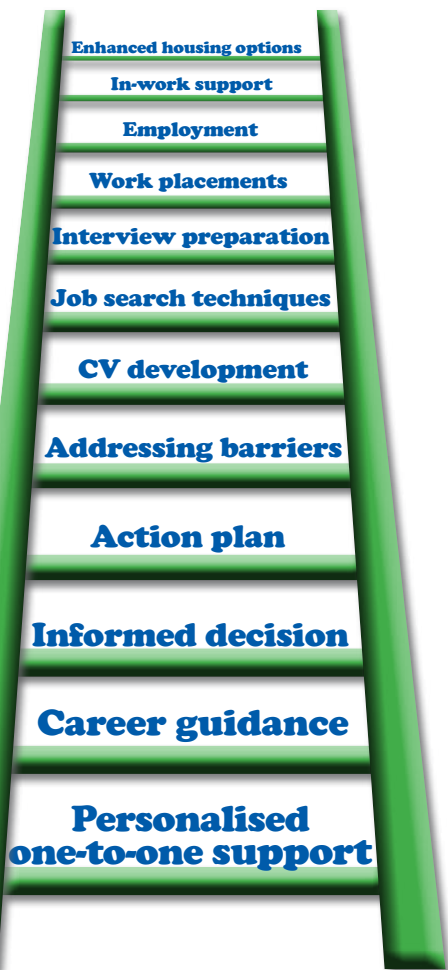 Enhanced housing options
In-work support
Employment
Work placements
Interview preparation
Job search techniques
CV development
Addressing barriers
Action plan
Informed decision
Career guidance
Personalised
one-to-one support